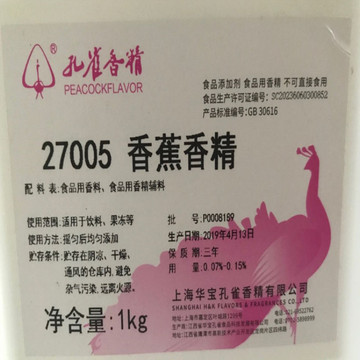 孔雀香精
PEACOCKFLAVOR
食品添加剂 食品用香精 不可直接食用
食品生产许可证编号: SC20236060300852
产品标准编号: GB 30616
27005 香蕉香精
配 料 表: 食品用香料、食品用香精辅料
使用范围: 适用于饮料、果冻等
使用方法: 摇匀后均匀添加
贮存条件: 贮存在阴凉、干燥、
通风的仓库内, 避免
杂气污染, 远离火源.
批 号: P0008169
生产日期: 2019年4月13日
保 质 期: 三年
用 量: 0.07%-0.15%
净含量: 1kg
上海华宝孔雀香精有限公司
SHANGHAI H&K FLAVORS & FRAGRANCES CO.,LTD